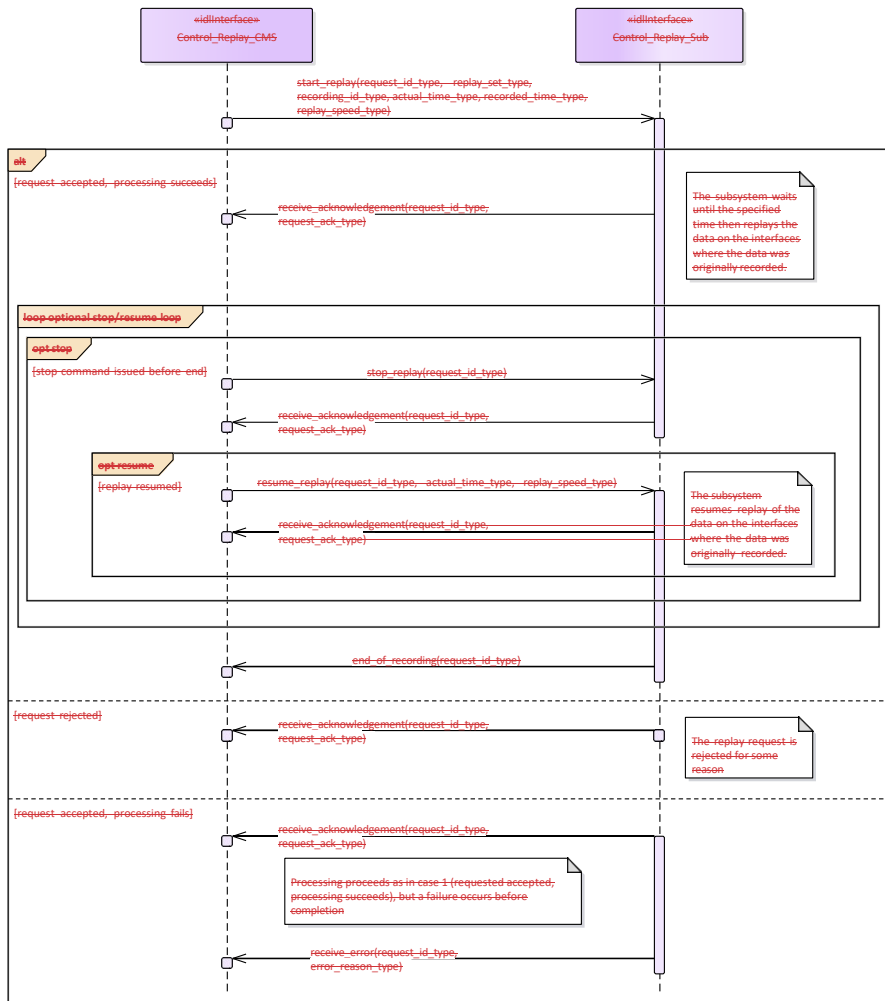 «idlInterface»
Control_Replay_CMS
«idlInterface»
Control_Replay_Sub
start_replay(request_id_type, replay_set_type,
recording_id_type, actual_time_type, recorded_time_type,
replay_speed_type)
alt
[request accepted, processing succeeds]
The subsystem waits
until the specified
time then replays the
data on the interfaces
where the data was
originally recorded.
receive_acknowledgement(request_id_type,
request_ack_type)
loop optional stop/resume loop
opt stop
[stop command issued before end]
stop_replay(request_id_type)
receive_acknowledgement(request_id_type,
request_ack_type)
opt resume
[replay resumed]
resume_replay(request_id_type, actual_time_type, replay_speed_type)
The subsystem
resumes replay of the
data on the interfaces
where the data was
originally recorded.
receive_acknowledgement(request_id_type,
request_ack_type)
end_of_recording(request_id_type)
[request rejected]
receive_acknowledgement(request_id_type,
request_ack_type)
The replay request is
rejected for some
reason
[request accepted, processing fails]
receive_acknowledgement(request_id_type,
request_ack_type)
Processing proceeds as in case 1 (requested accepted,
processing succeeds), but a failure occurs before
completion
receive_error(request_id_type,
error_reason_type)